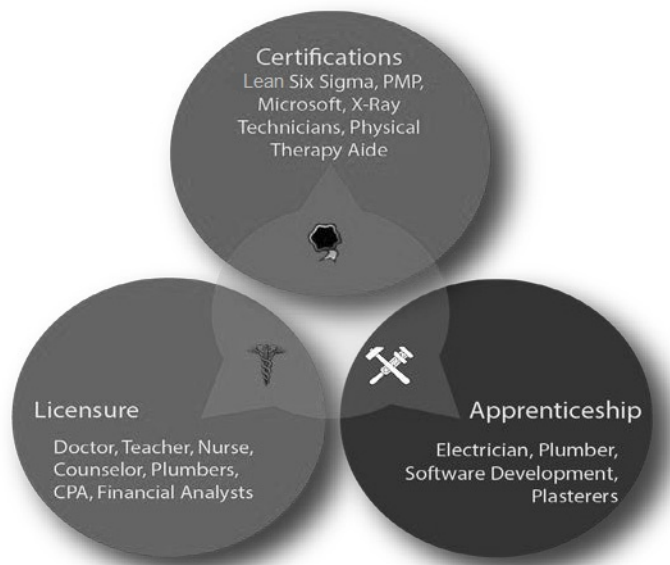 Certifications
Lean Six Sigma, PMP,
Microsoft, X-Ray
Technicians, Physical
Therapy Aide
Licensure
Doctor, Teacher, Nurse,
Counselor, Plumbers,
CPA, Financial Analysts
Apprenticeship
Electrician, Plumber,
Software Development,
Plasterers